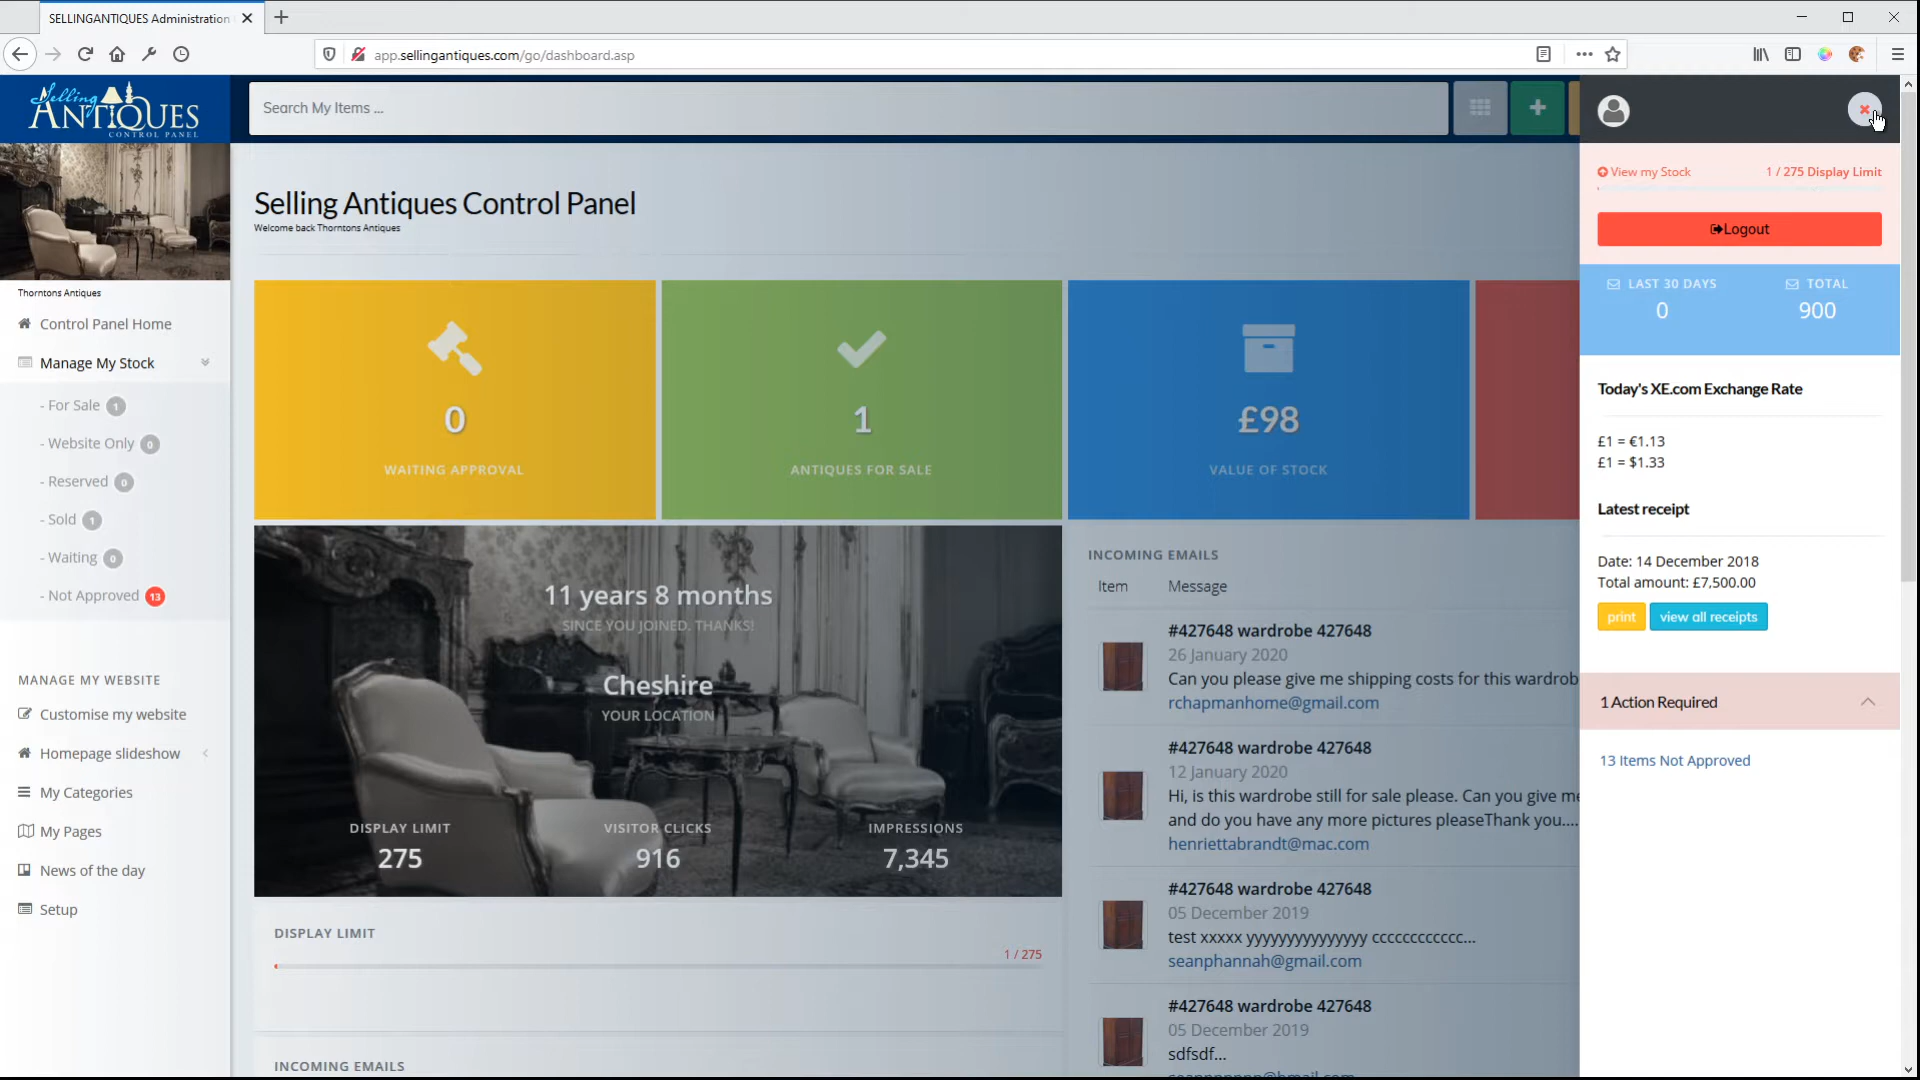 SELLINGANTIQUES Administration
app.sellingantiques.com/go/dashboard.asp
Selling
ANTIQUES
CONTROL PANEL
Search My Items ...
Thorntons Antiques
Control Panel Home
Manage My Stock
- For Sale 1
- Website Only 0
- Reserved 0
- Sold 1
- Waiting 0
- Not Approved 13
MANAGE MY WEBSITE
Customise my website
Homepage slideshow
My Categories
My Pages
News of the day
Setup
Selling Antiques Control Panel
Welcome back Thorntons Antiques
0
WAITING APPROVAL
1
ANTIQUES FOR SALE
£98
VALUE OF STOCK
11 years 8 months
SINCE YOU JOINED. THANKS!
Cheshire
YOUR LOCATION
DISPLAY LIMIT VISITOR CLICKS IMPRESSIONS
275 916 7,345
DISPLAY LIMIT
1 / 275
INCOMING EMAILS
INCOMING EMAILS
Item Message
#427648 wardrobe 427648
26 January 2020
Can you please give me shipping costs for this wardrob
rchapmanhome@gmail.com
#427648 wardrobe 427648
12 January 2020
Hi, is this wardrobe still for sale please. Can you give me
and do you have any more pictures pleaseThank you....
henriettabrandt@mac.com
#427648 wardrobe 427648
05 December 2019
test xxxxx yyyyyyyyyyyyyyy cccccccccccc...
seanphannah@gmail.com
#427648 wardrobe 427648
05 December 2019
sdfsdf...
View my Stock 1 / 275 Display Limit
Logout
LAST 30 DAYS TOTAL
0 900
Today's XE.com Exchange Rate
£1 = €1.13
£1 = $1.33
Latest receipt
Date: 14 December 2018
Total amount: £7,500.00
print view all receipts
1 Action Required
13 Items Not Approved